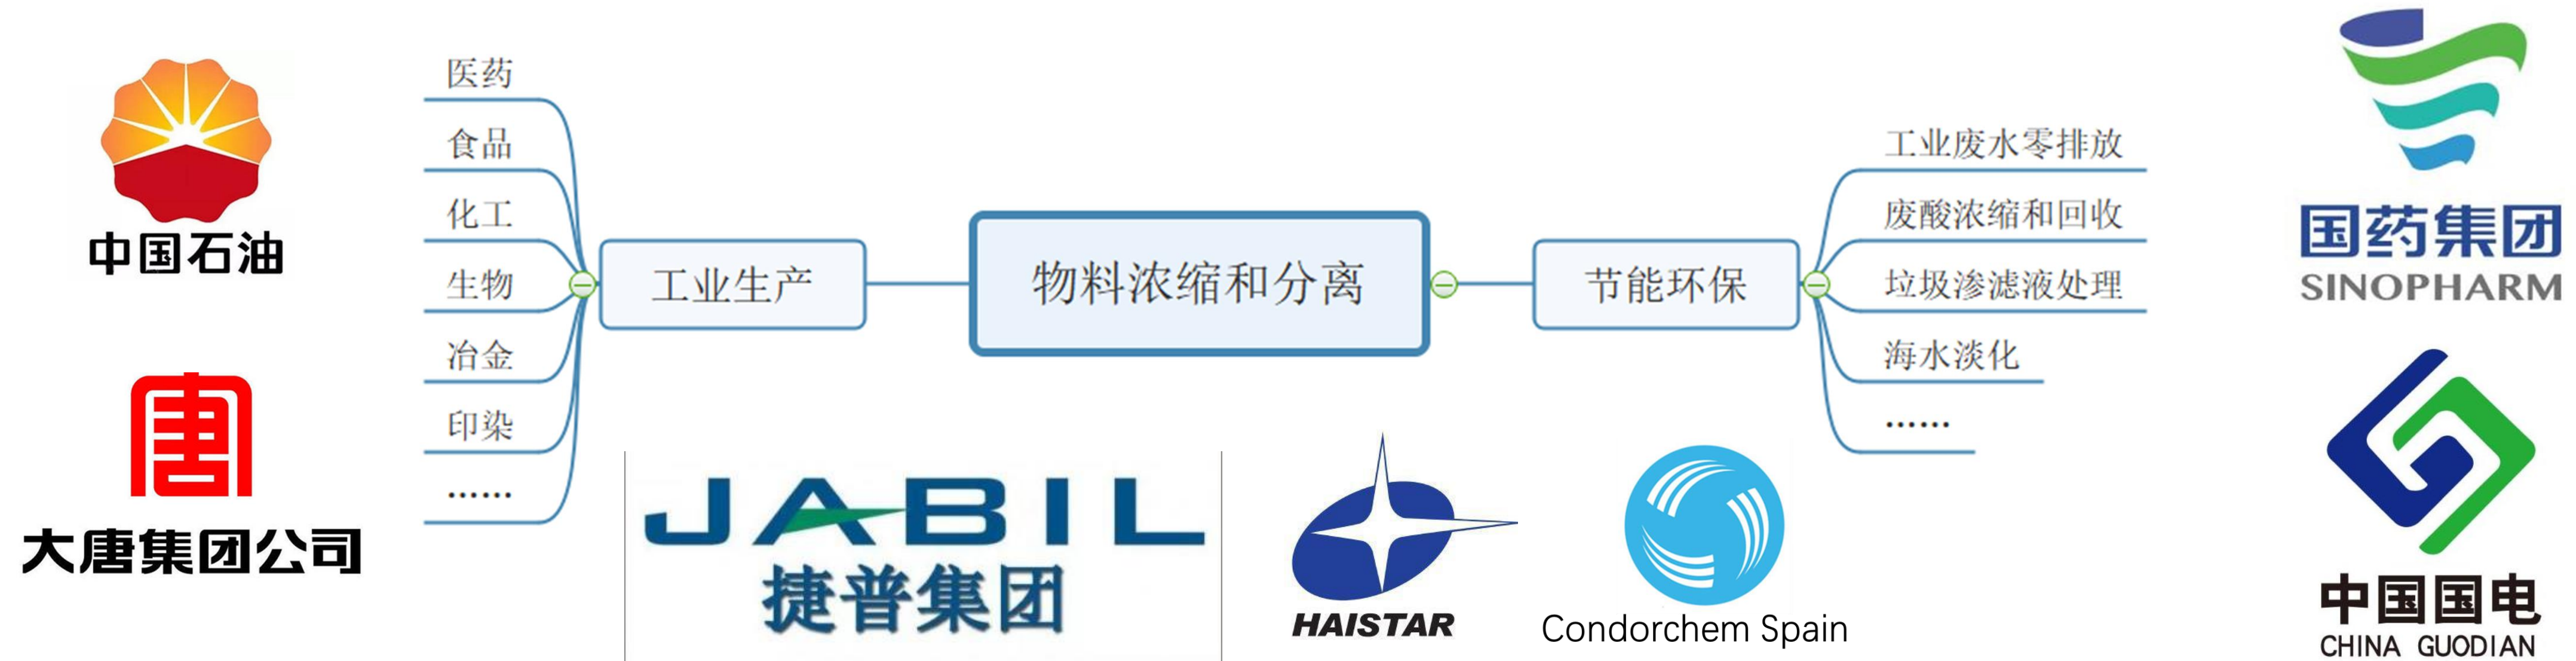 中国石油
大唐集团公司
医药
食品
化工
生物
冶金
印染
……
工业生产
物料浓缩和分离
节能环保
工业废水零排放
废酸浓缩和回收
垃圾渗滤液处理
海水淡化
……
JABIL
捷普集团
HAISTAR
Condorchem Spain
国药集团
SINOPHARM
中国国电
CHINA GUODIAN